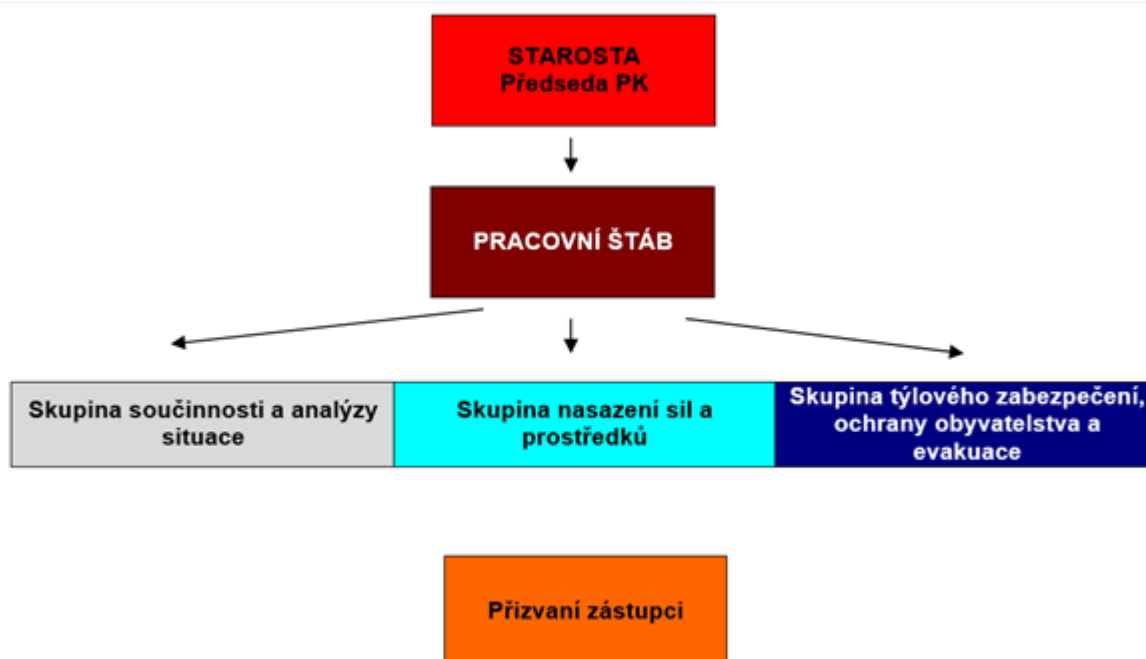 STAROSTA
Předseda PK
PRACOVNÍ ŠTÁB
Skupina součinnosti a analýzy
situace
Skupina nasazení sil a
prostředků
Skupina týlového zabezpečení,
ochrany obyvatelstva a
evakuace
Přizvaní zástupci